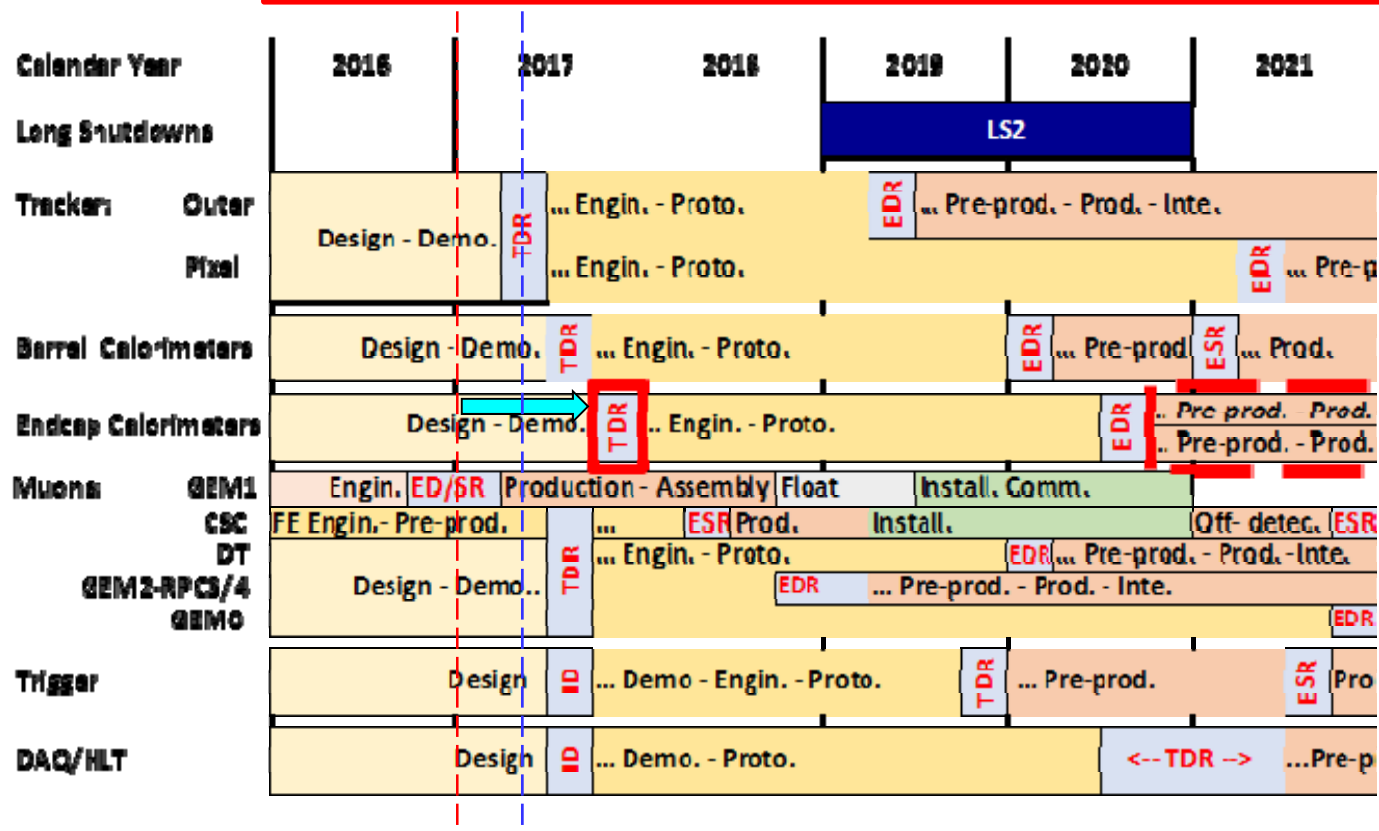 Calendar Year 2016 2017 2018 2019 2020 2021
Long Shutdowns LS2
Tracker: Outer Design - Demo. TDR ... Engin. - Proto. EDR ... Pre-prod. - Prod. - Inte.
Pixel ... Engin. - Proto. EDR ... Pre-p
Barrel Calorimeters Design - Demo. TDR ... Engin. - Proto. EDR ... Pre-prod ESR ... Prod.
Endcap Calorimeters Design - Demo. TDR .. Engin. - Proto. EDR .. Pre-prod. - Prod.
.. Pre-prod. - Prod.
Muons GEM1 Engin. ED/SR Production - Assembly Float Install. Comm.
CSC FE Engin.- Pre-prod. TDR ... ESR Prod. Install. Off- detec. ESR
DT ... Engin. - Proto. EDR ... Pre-prod. - Prod. -Inte.
GEM2-RPC3/4 Design - Demo.. EDR ... Pre-prod. - Prod. - Inte.
GEM0 EDR
Trigger Design ID ... Demo - Engin. - Proto. TDR ... Pre-prod. ESR Pro
DAQ/HLT Design ID ... Demo. - Proto. <-- TDR --> ...Pre-p